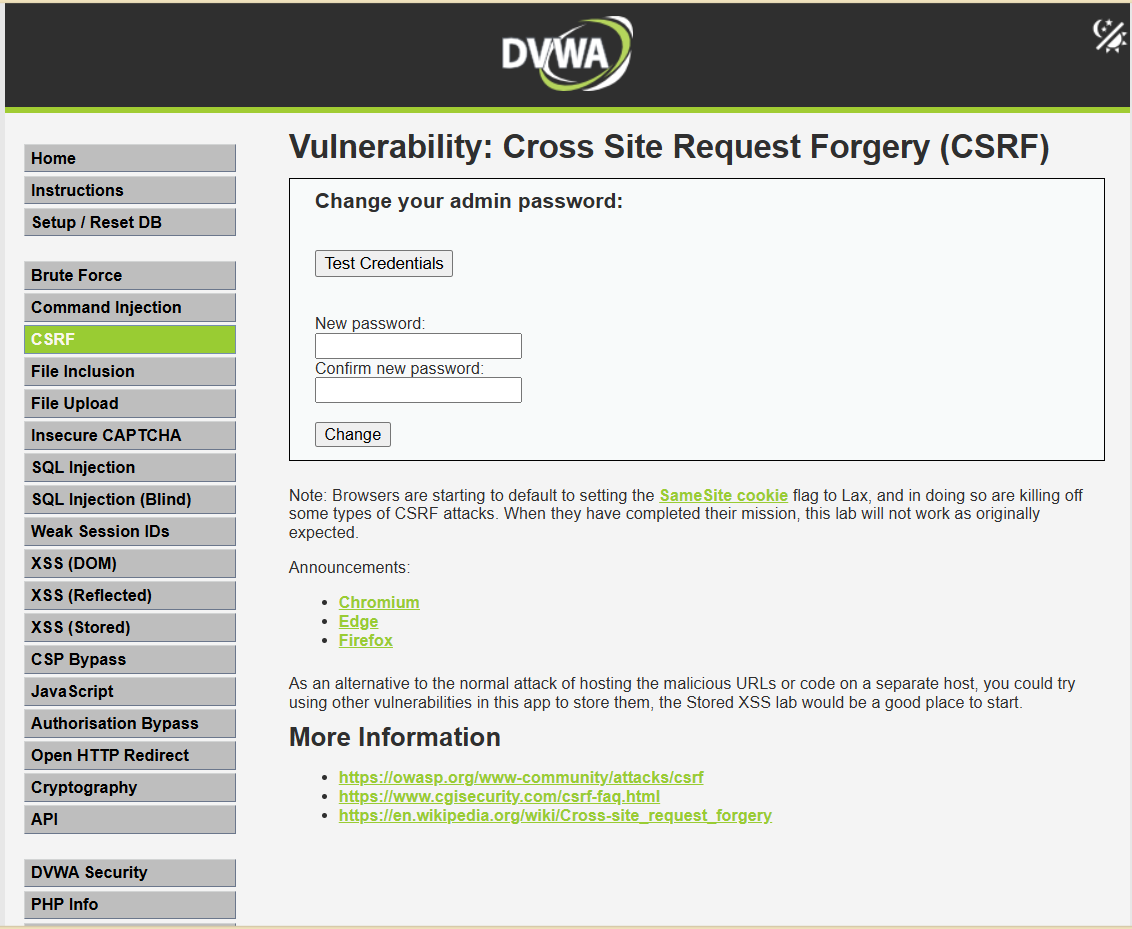 DVWA
Home
Instructions
Setup / Reset DB
Brute Force
Command Injection
CSRF
File Inclusion
File Upload
Insecure CAPTCHA
SQL Injection
SQL Injection (Blind)
Weak Session IDs
XSS (DOM)
XSS (Reflected)
XSS (Stored)
CSP Bypass
JavaScript
Authorisation Bypass
Open HTTP Redirect
Cryptography
API
DVWA Security
PHP Info
Vulnerability: Cross Site Request Forgery (CSRF)
Change your admin password:
Test Credentials
New password:
Confirm new password:
Change
Note: Browsers are starting to default to setting the SameSite cookie flag to Lax, and in doing so are killing off
some types of CSRF attacks. When they have completed their mission, this lab will not work as originally
expected.
Announcements:
Chromium
Edge
Firefox
As an alternative to the normal attack of hosting the malicious URLs or code on a separate host, you could try
using other vulnerabilities in this app to store them, the Stored XSS lab would be a good place to start.
More Information
https://owasp.org/www-community/attacks/csrf
https://www.cgisecurity.com/csrf-faq.html
https://en.wikipedia.org/wiki/Cross-site_request_forgery